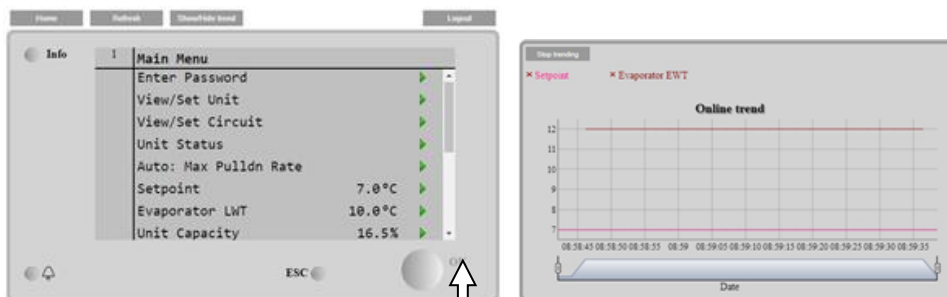 Home Refresh Show/Hide trend Logout
Info
1 Main Menu
Enter Password
View/Set Unit
View/Set Circuit
Unit Status
Auto: Max Pulldn Rate
Setpoint 7.0°C
Evaporator LWT 10.0°C
Unit Capacity 16.5%
ESC
Stop trending
× Setpoint × Evaporator EWT
Online trend
12
11
10
9
8
7
08:58:45 08:58:50 08:58:55 08:59 08:59:05 08:59:10 08:59:15 08:59:20 08:59:25 08:59:30 08:59:35
Date